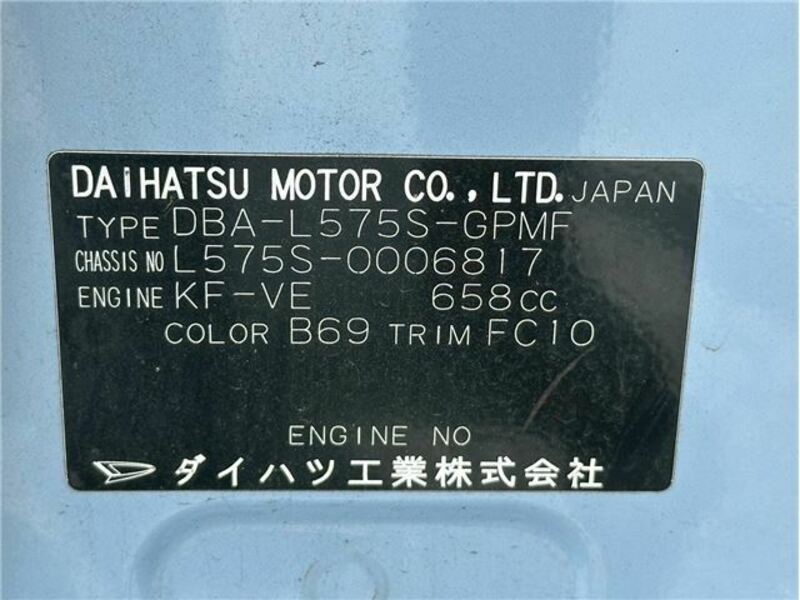 DAIHATSU MOTOR CO., LTD. JAPAN
TYPE DBA-L575S-GPMF
CHASSIS NO L575S-0006817
ENGINE KF-VE 658CC
COLOR B69 TRIM FC10
ENGINE NO
ダイハツ工業株式会社